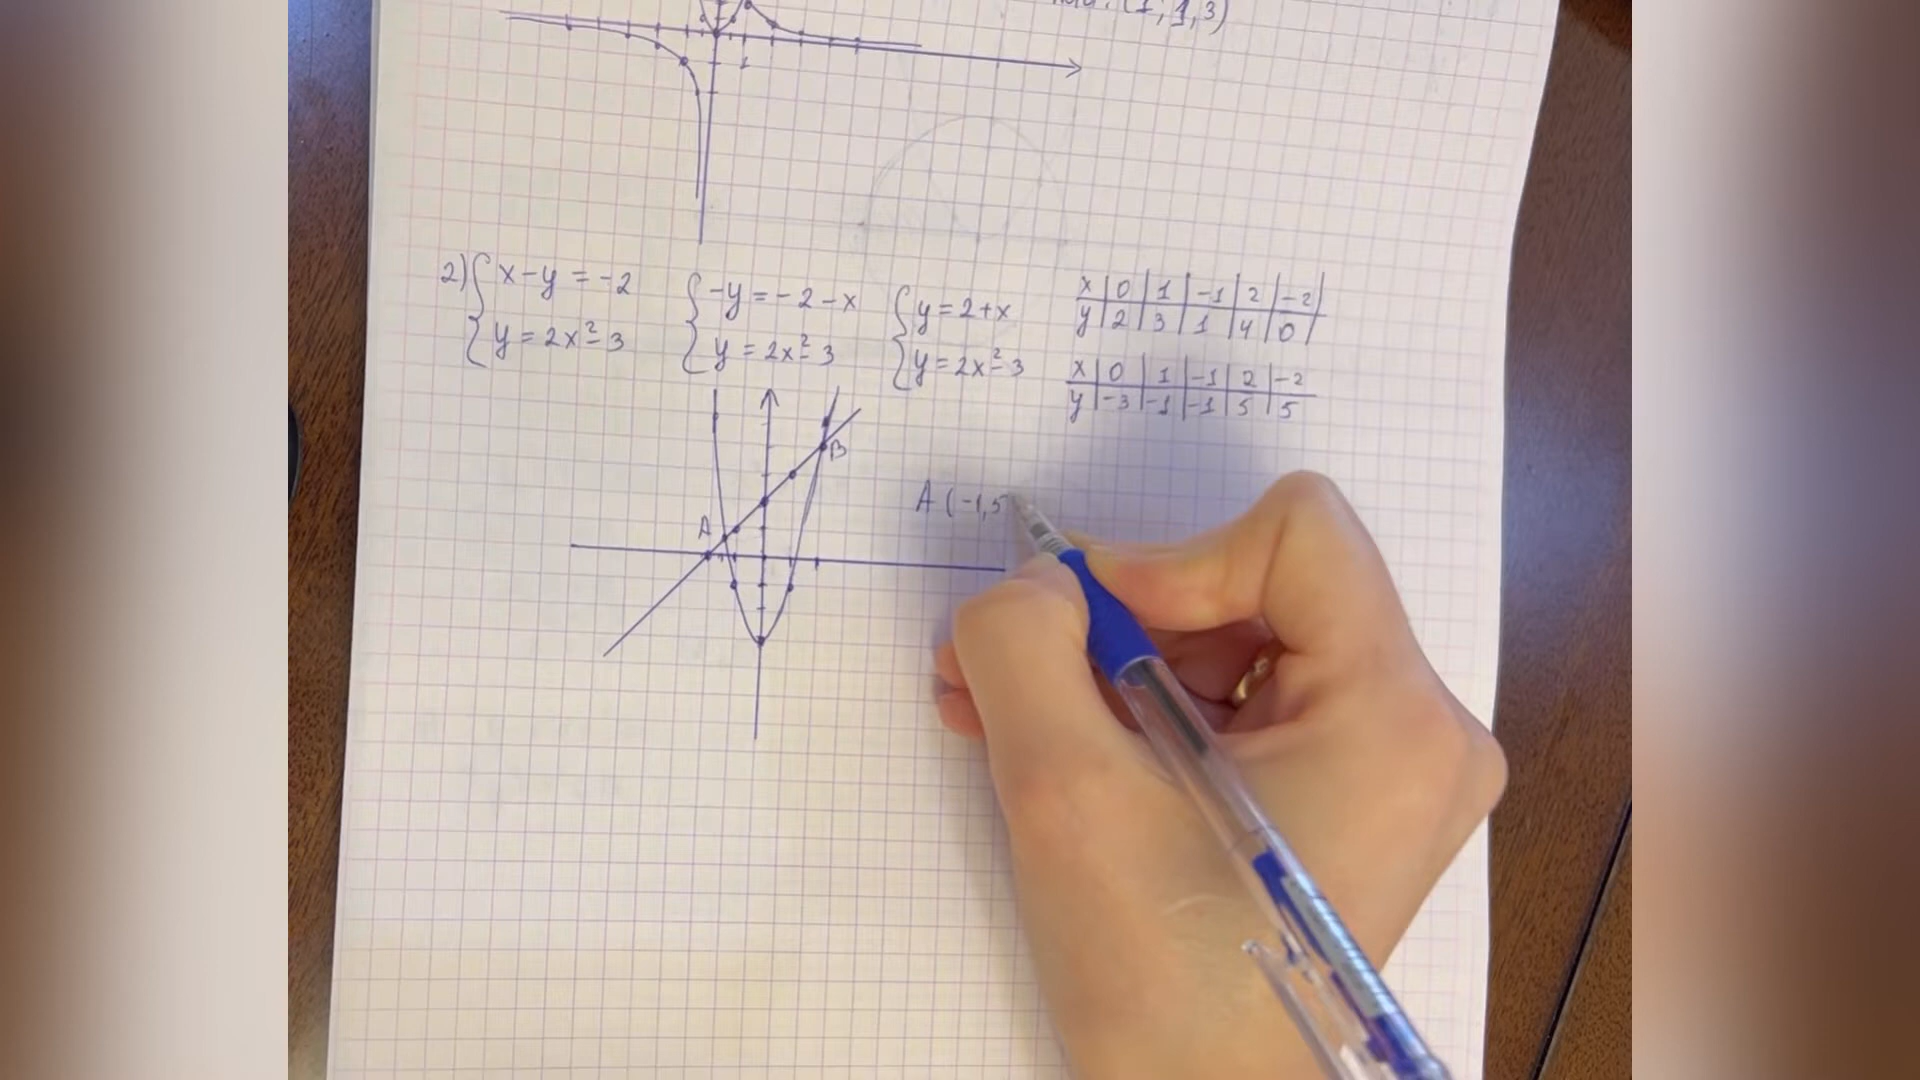 (1; 1,3)
1
2) { x - y = -2 { -y = -2 - x { y = 2 + x
{ y = 2x² - 3 { y = 2x² - 3 { y = 2x² - 3
x | 0 | 1 | -1 | 2 | -2
y | 2 | 3 | 1 | 4 | 0
x | 0 | 1 | -1 | 2 | -2
y | -3 | -1 | -1 | 5 | 5
B
A
A (-1,5